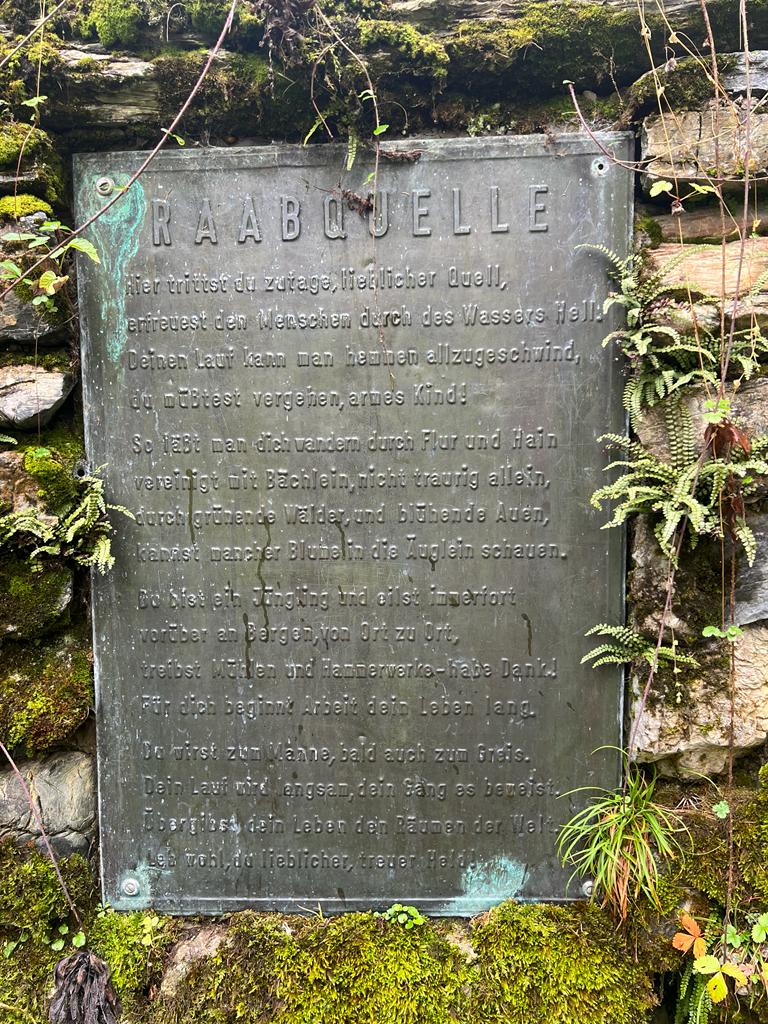 RAABQUELLE
Hier trittst du zutage, lieblicher Quell,
erfreuest den Menschen durch des Wassers Hell.
Deinen Lauf kann man hemmen allzugeschwind,
du müßtest vergehen, armes Kind!
So läßt man dich wandern durch Flur und Hain
vereinigt mit Bächlein, nicht traurig allein,
durch grünende Wälder, und blühende Auen,
kannst mancher Blume in die Äuglein schauen.
Du bist ein Jüngling und eilst immerfort
vorüber an Bergen, von Ort zu Ort,
treibst Mühlen und Hammerwerke - habe Dank!
Für dich beginnt Arbeit dein Leben lang.
Du wirst zum Manne, bald auch zum Greis.
Dein Lauf wird langsam, dein Gang es beweist.
Übergibst dein Leben den Räumen der Welt.
Leb wohl, du lieblicher, treuer Held!